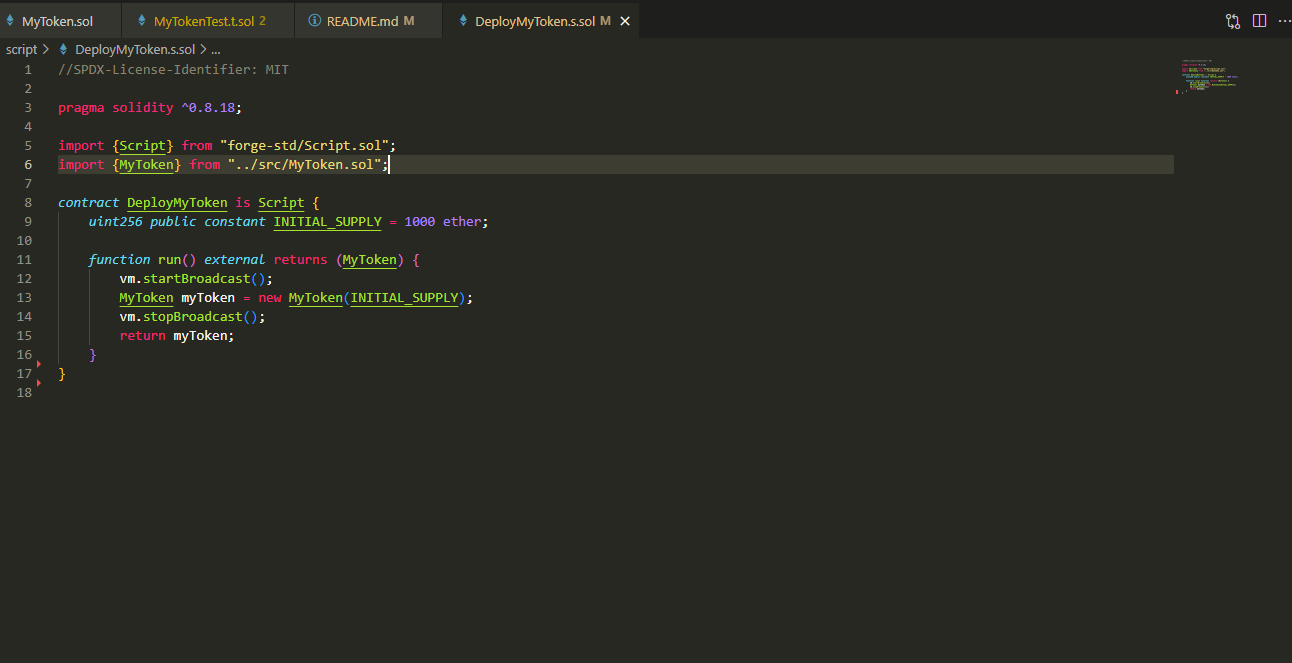 MyToken.sol
MyTokenTest.t.sol 2
README.md M
DeployMyToken.s.sol M
script > DeployMyToken.s.sol > ...
1 //SPDX-License-Identifier: MIT
2
3 pragma solidity ^0.8.18;
4
5 import {Script} from "forge-std/Script.sol";
6 import {MyToken} from "../src/MyToken.sol";
7
8 contract DeployMyToken is Script {
9     uint256 public constant INITIAL_SUPPLY = 1000 ether;
10
11     function run() external returns (MyToken) {
12         vm.startBroadcast();
13         MyToken myToken = new MyToken(INITIAL_SUPPLY);
14         vm.stopBroadcast();
15         return myToken;
16     }
17 }
18